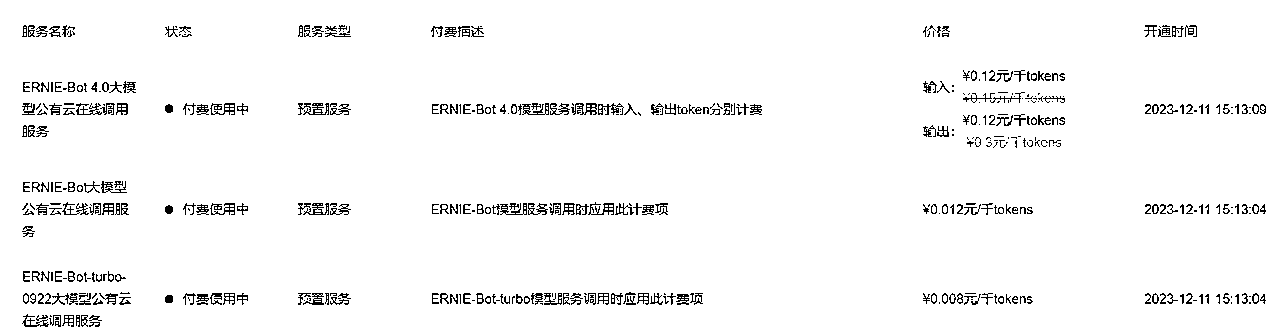 服务名称 状态 服务类型 付费描述 价格 开通时间
ERNIE-Bot 4.0大模
型公有云在线调用
服务
付费使用中
预置服务
ERNIE-Bot 4.0模型服务调用时输入、输出token分别计费
输入：
¥0.12元/千tokens
¥0.15元/千tokens
输出：
¥0.12元/千tokens
¥0.3元/千tokens
2023-12-11 15:13:09
ERNIE-Bot大模型
公有云在线调用服
务
付费使用中
预置服务
ERNIE-Bot模型服务调用时应用此计费项
¥0.012元/千tokens
2023-12-11 15:13:04
ERNIE-Bot-turbo-
0922大模型公有云
在线调用服务
付费使用中
预置服务
ERNIE-Bot-turbo模型服务调用时应用此计费项
¥0.008元/千tokens
2023-12-11 15:13:04